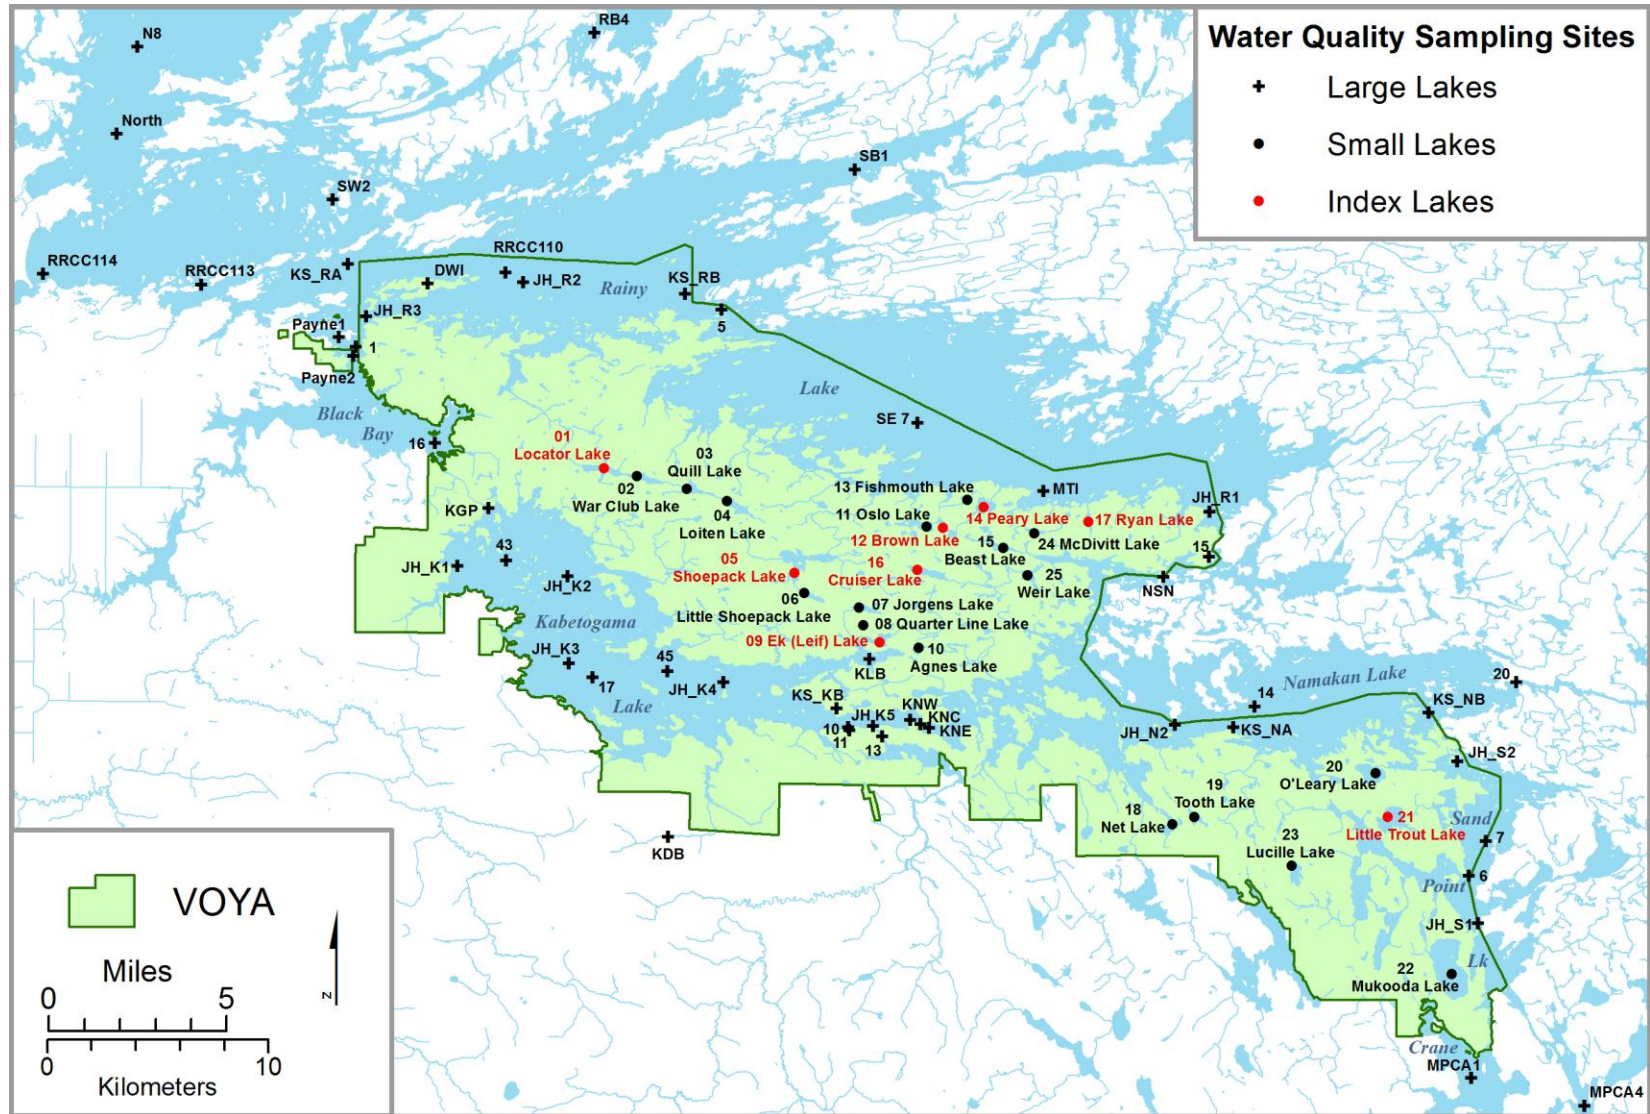 N8
RB4
Water Quality Sampling Sites
Large Lakes
Small Lakes
Index Lakes
North
SB1
SW2
RRCC114
RRCC113
KS_RA
DWI
RRCC110
JH_R2
Rainy
KS_RB
5
JH_R3
Payne1
1
Payne2
Black
Bay
16
Lake
SE 7
01
Locator Lake
02
War Club Lake
03
Quill Lake
04
Loiten Lake
13 Fishmouth Lake
MTI
JH_R1
11 Oslo Lake
14 Peary Lake
17 Ryan Lake
12 Brown Lake
15
Beast Lake
24 McDivitt Lake
15
KGP
43
JH_K1
JH_K2
05
Shoepack Lake
16
Cruiser Lake
25
Weir Lake
NSN
06
Little Shoepack Lake
07 Jorgens Lake
08 Quarter Line Lake
Kabetogama
09 Ek (Leif) Lake
10
Agnes Lake
KLB
JH_K3
17
45
JH_K4
Lake
KS_KB
JH_K5
KNW
KNC
KNE
10
11
13
Namakan Lake
20
14
KS_NB
JH_N2
KS_NA
JH_S2
20
O'Leary Lake
19
Tooth Lake
18
Net Lake
21
Little Trout Lake
Sand
7
23
Lucille Lake
Point
6
KDB
JH_S1
Lk
22
Mukooda Lake
Crane
MPCA1
MPCA4
VOYA
Miles
0 5
0 10
Kilometers
N